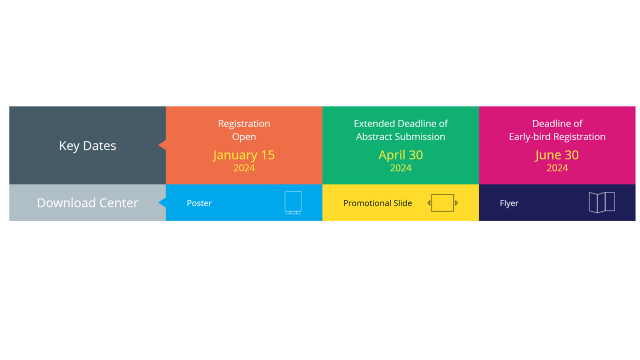 Key Dates
Registration
Open
January 15
2024
Extended Deadline of
Abstract Submission
April 30
2024
Deadline of
Early-bird Registration
June 30
2024
Download Center
Poster
Promotional Slide
Flyer